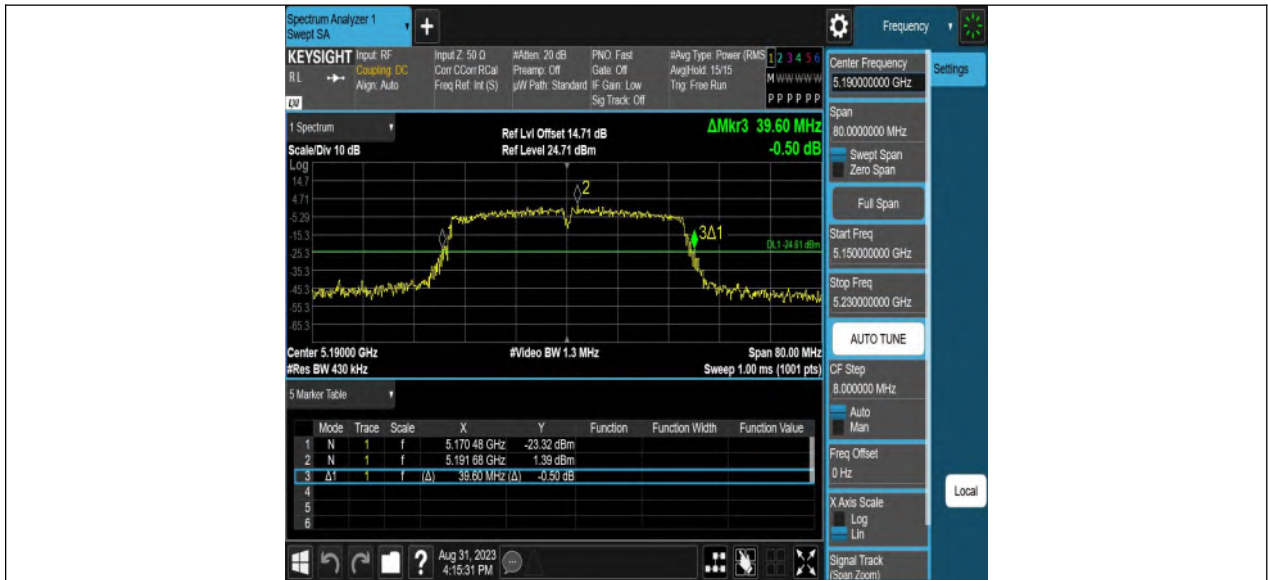 Spectrum Analyzer 1
Swept SA
+
Frequency
KEYSIGHT
RL
Input: RF
Coupling: DC
Align: Auto
Input Z: 50 Ω
Corr CCorr RCal
Freq Ref: Int (S)
#Atten: 20 dB
Preamp: Off
µW Path: Standard
PNO: Fast
Gate: Off
IF Gain: Low
Sig Track: Off
#Avg Type: Power (RMS
Avg|Hold: 15/15
Trig: Free Run
1 2 3 4 5 6
M W W W W W
P P P P P P
1 Spectrum
Scale/Div 10 dB
Ref Lvl Offset 14.71 dB
Ref Level 24.71 dBm
ΔMkr3 39.60 MHz
-0.50 dB
Log
14.7
4.71
-5.29
-15.3
-25.3
-35.3
-45.3
-55.3
-65.3
2
3Δ1
DL1 -24.61 dBm
Center 5.19000 GHz
#Res BW 430 kHz
#Video BW 1.3 MHz
Span 80.00 MHz
Sweep 1.00 ms (1001 pts)
5 Marker Table
Mode Trace Scale X Y Function Function Width Function Value
1 N 1 f 5.170 48 GHz -23.32 dBm
2 N 1 f 5.191 68 GHz 1.39 dBm
3 Δ1 1 f (Δ) 39.60 MHz (Δ) -0.50 dB
4
5
6
?
Aug 31, 2023
4:15:31 PM
Center Frequency
5.190000000 GHz
Settings
Span
80.0000000 MHz
Swept Span
Zero Span
Full Span
Start Freq
5.150000000 GHz
Stop Freq
5.230000000 GHz
AUTO TUNE
CF Step
8.000000 MHz
Auto
Man
Freq Offset
0 Hz
X Axis Scale
Log
Lin
Local
Signal Track
(Span Zoom)